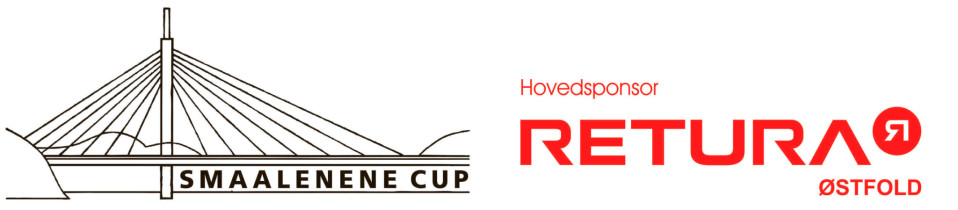 SMAALENENE CUP
Hovedsponsor
RETURA R
ØSTFOLD